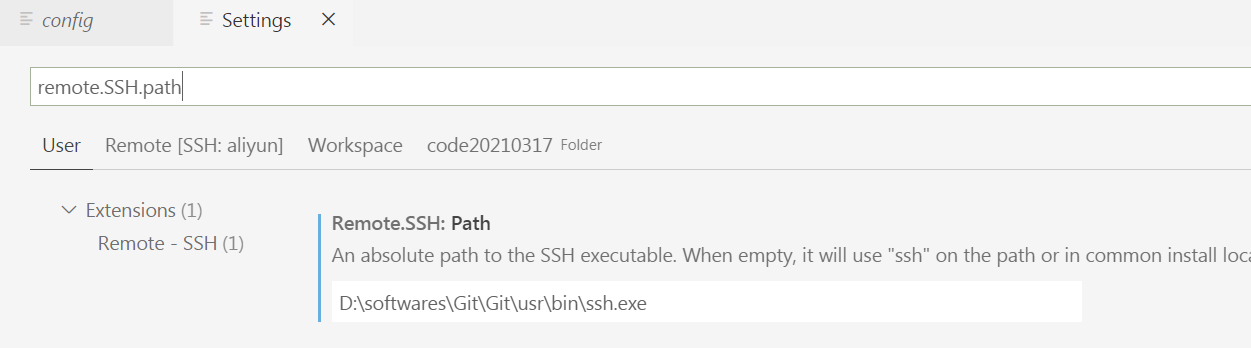 config Settings
remote.SSH.path
User Remote [SSH: aliyun] Workspace code20210317 Folder
Extensions (1)
Remote - SSH (1)
Remote.SSH: Path
An absolute path to the SSH executable. When empty, it will use "ssh" on the path or in common install loca
D:\softwares\Git\Git\usr\bin\ssh.exe